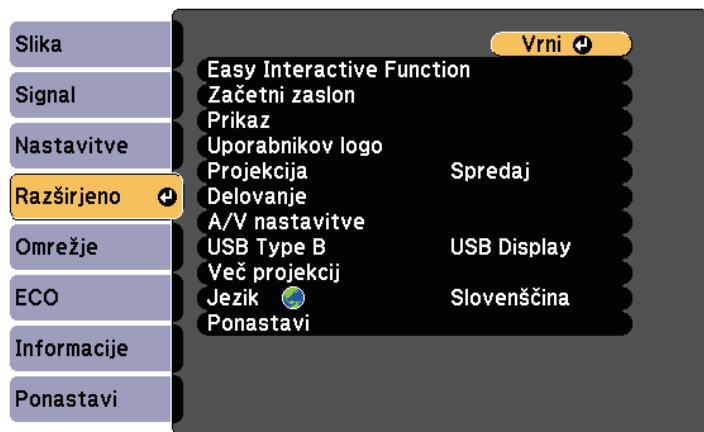 Slika
Signal
Nastavitve
Razširjeno
Omrežje
ECO
Informacije
Ponastavi
Vrni
Easy Interactive Function
Začetni zaslon
Prikaz
Uporabnikov logo
Projekcija Spredaj
Delovanje
A/V nastavitve
USB Type B USB Display
Več projekcij
Jezik Slovenščina
Ponastavi